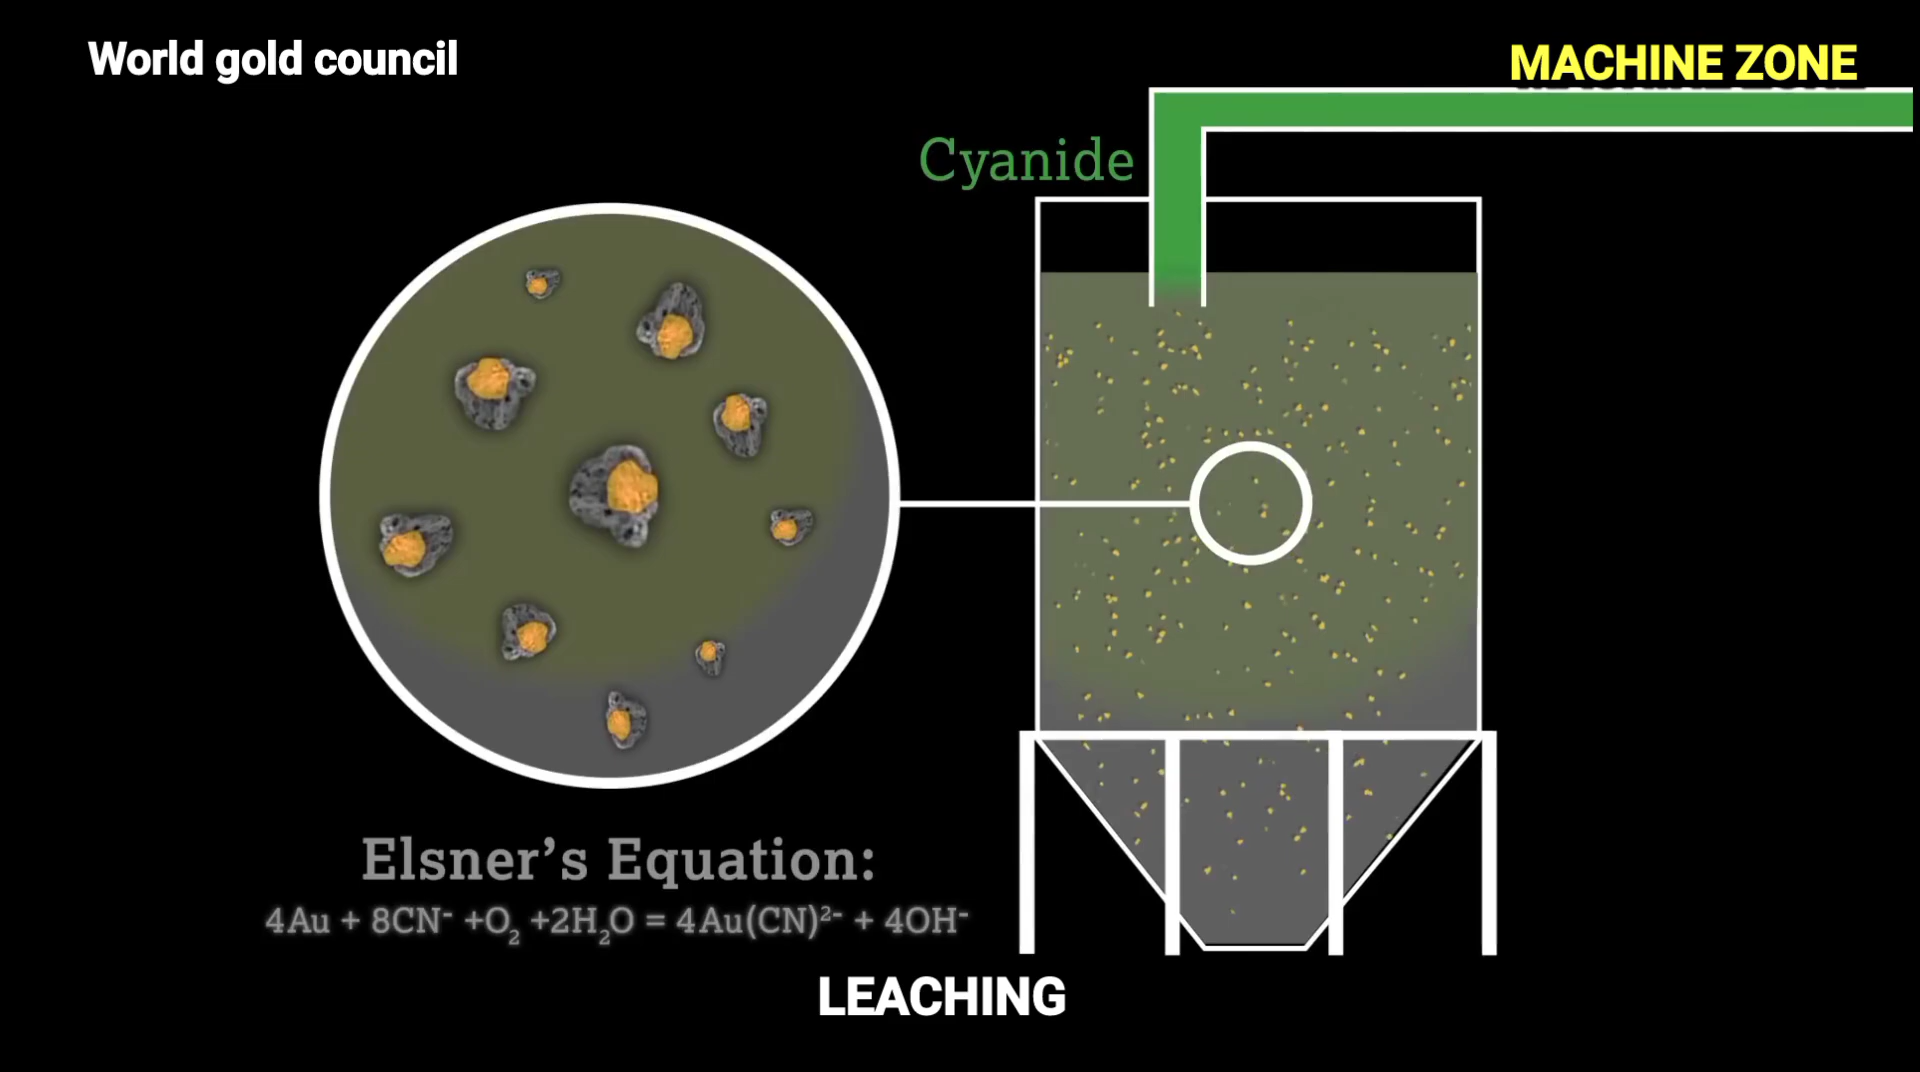 World gold council
MACHINE ZONE
Cyanide
Elsner's Equation:
4Au + 8CN⁻ +O₂ +2H₂O = 4Au(CN)²⁻ + 4OH⁻
LEACHING